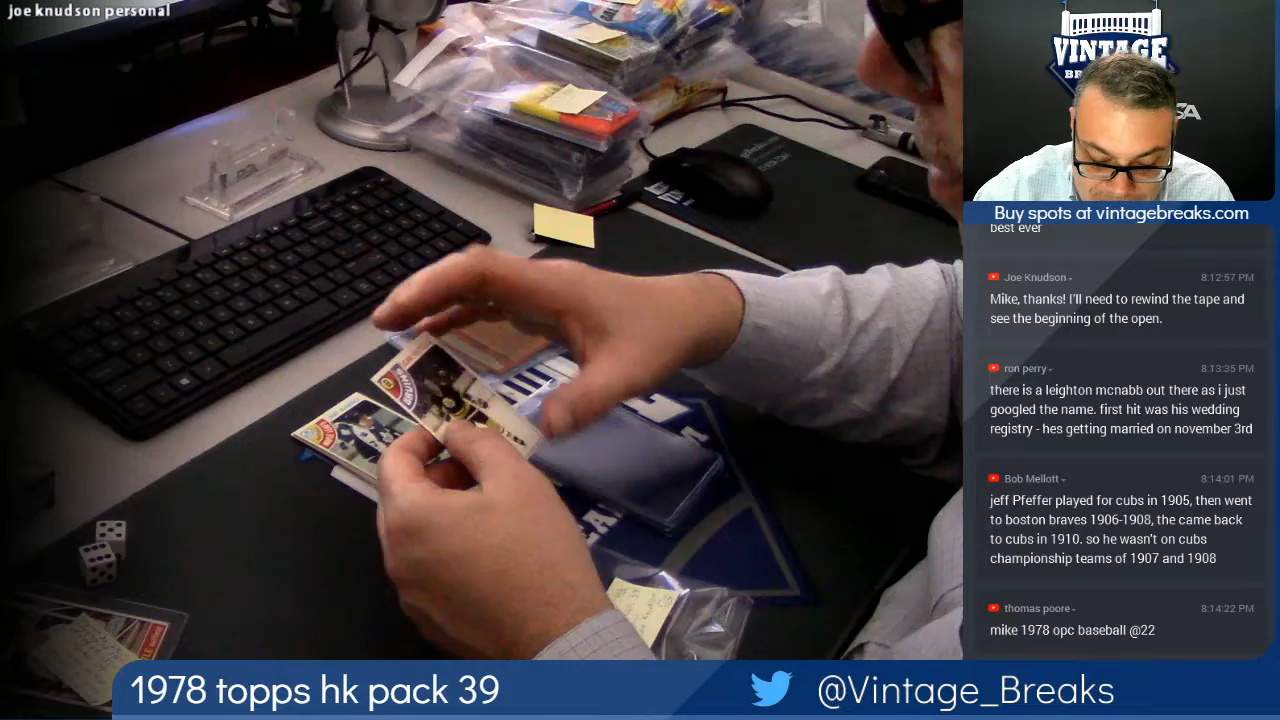 joe knudson personal
VINTAGE
Buy spots at vintagebreaks.com
best ever
Joe Knudson - 8:12:57 PM
Mike, thanks! I'll need to rewind the tape and
see the beginning of the open.
ron perry - 8:13:35 PM
there is a leighton mcnabb out there as i just
googled the name. first hit was his wedding
registry - hes getting married on november 3rd
Bob Mellott - 8:14:01 PM
jeff Pfeffer played for cubs in 1905, then went
to boston braves 1906-1908, the came back
to cubs in 1910. so he wasn't on cubs
championship teams of 1907 and 1908
thomas poore - 8:14:22 PM
mike 1978 opc baseball @22
BRUINS
1978 topps hk pack 39
@Vintage_Breaks